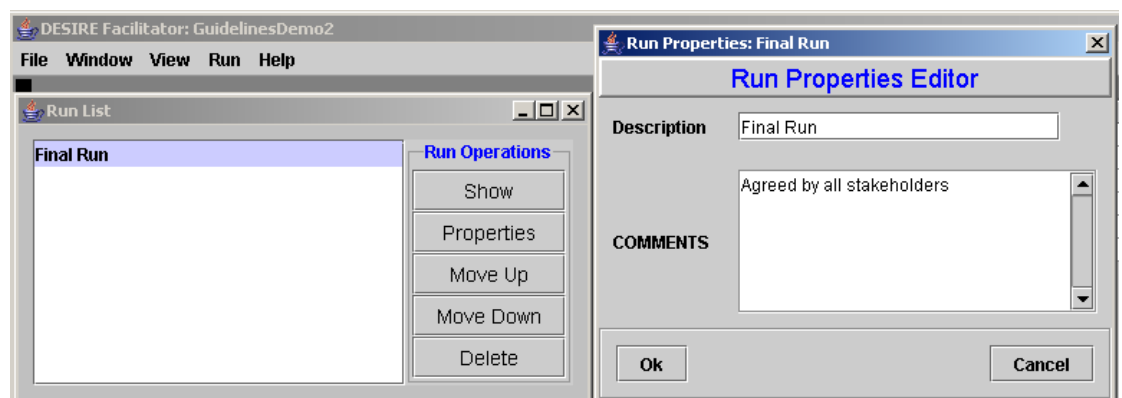 DESIRE Facilitator: GuidelinesDemo2
File Window View Run Help
Run List
Final Run
Run Operations
Show
Properties
Move Up
Move Down
Delete
Run Properties: Final Run
Run Properties Editor
Description Final Run
Agreed by all stakeholders
COMMENTS
Ok Cancel